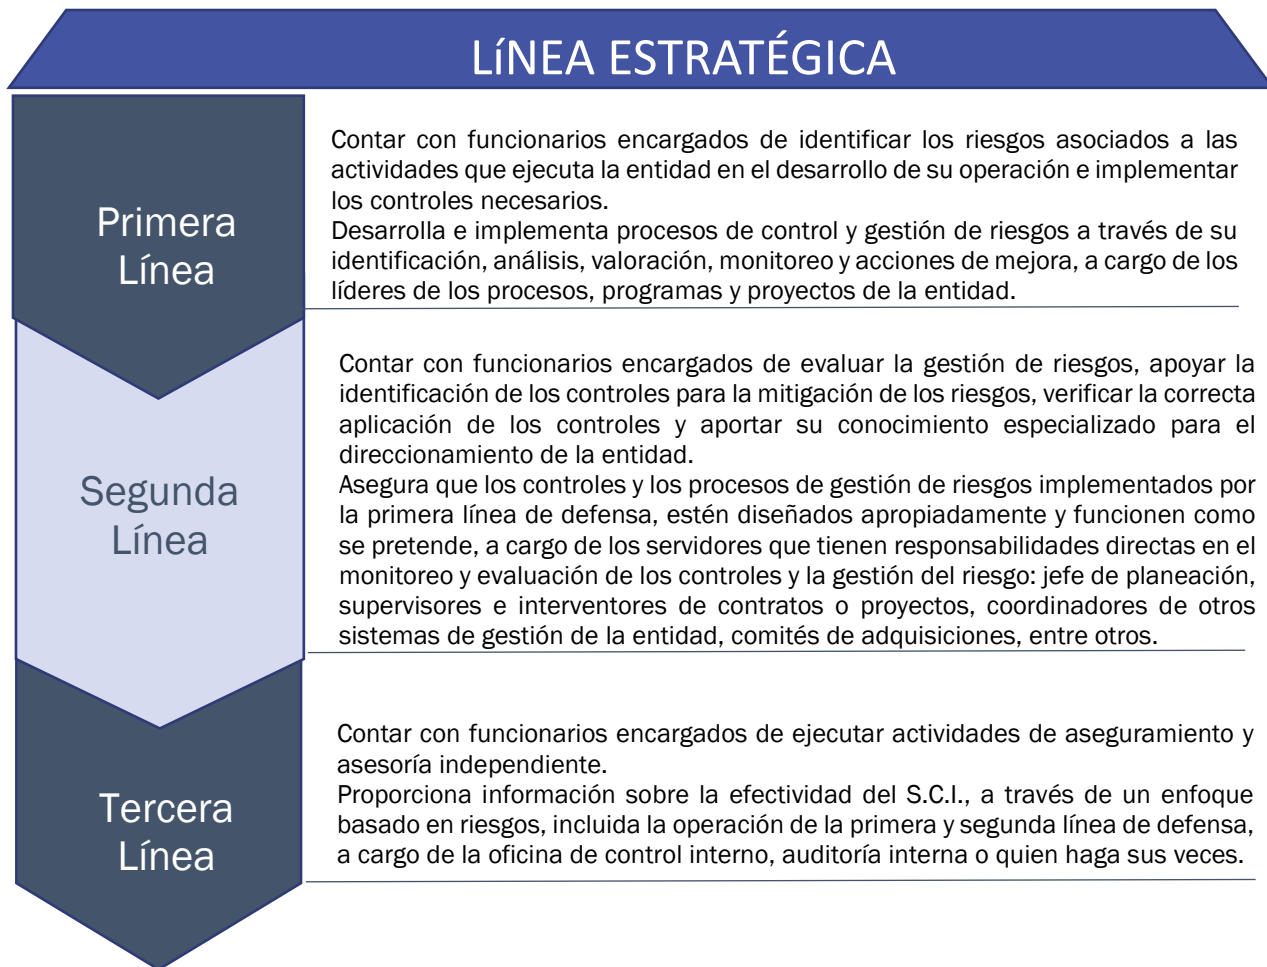 LíNEA ESTRATÉGICA
Primera
Línea
Contar con funcionarios encargados de identificar los riesgos asociados a las
actividades que ejecuta la entidad en el desarrollo de su operación e implementar
los controles necesarios.
Desarrolla e implementa procesos de control y gestión de riesgos a través de su
identificación, análisis, valoración, monitoreo y acciones de mejora, a cargo de los
líderes de los procesos, programas y proyectos de la entidad.
Segunda
Línea
Contar con funcionarios encargados de evaluar la gestión de riesgos, apoyar la
identificación de los controles para la mitigación de los riesgos, verificar la correcta
aplicación de los controles y aportar su conocimiento especializado para el
direccionamiento de la entidad.
Asegura que los controles y los procesos de gestión de riesgos implementados por
la primera línea de defensa, estén diseñados apropiadamente y funcionen como
se pretende, a cargo de los servidores que tienen responsabilidades directas en el
monitoreo y evaluación de los controles y la gestión del riesgo: jefe de planeación,
supervisores e interventores de contratos o proyectos, coordinadores de otros
sistemas de gestión de la entidad, comités de adquisiciones, entre otros.
Tercera
Línea
Contar con funcionarios encargados de ejecutar actividades de aseguramiento y
asesoría independiente.
Proporciona información sobre la efectividad del S.C.I., a través de un enfoque
basado en riesgos, incluida la operación de la primera y segunda línea de defensa,
a cargo de la oficina de control interno, auditoría interna o quien haga sus veces.